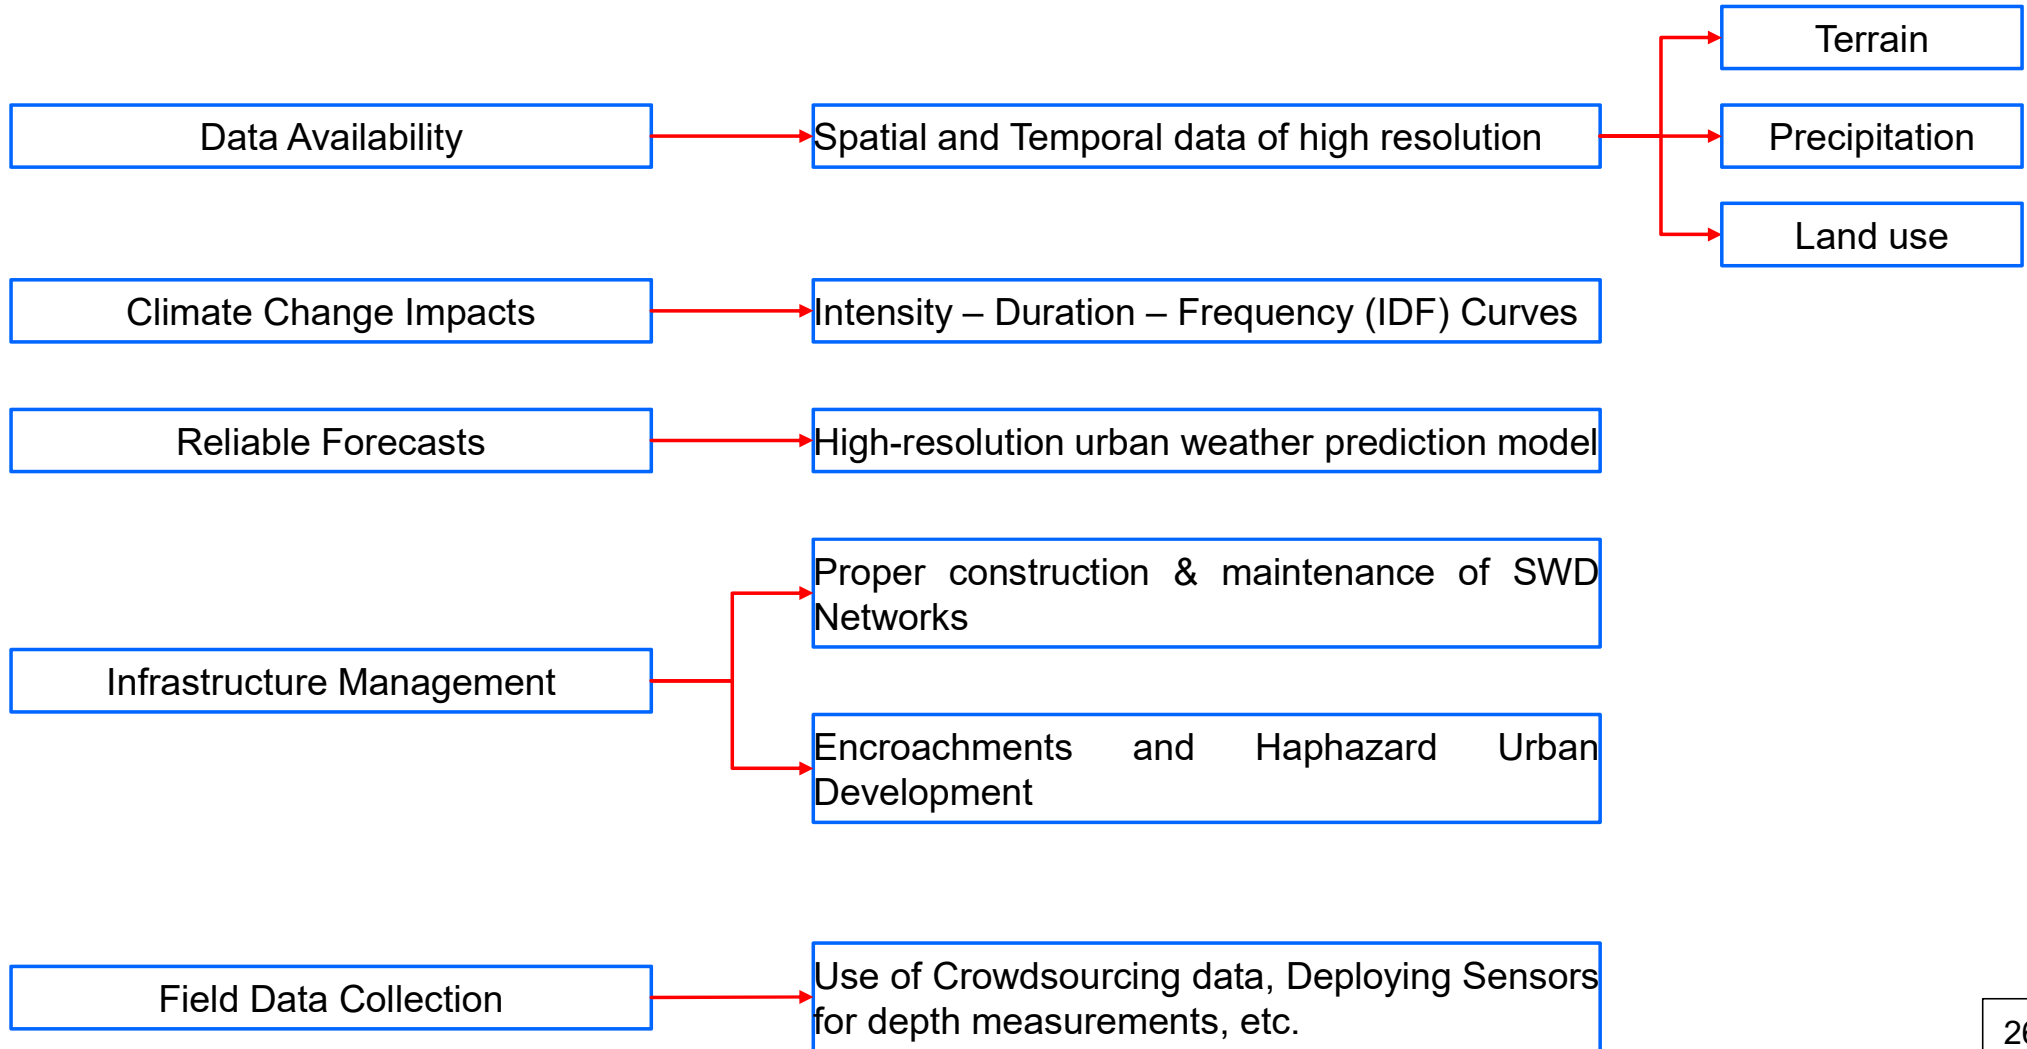 Terrain
Data Availability
Spatial and Temporal data of high resolution
Precipitation
Land use
Climate Change Impacts
Intensity – Duration – Frequency (IDF) Curves
Reliable Forecasts
High-resolution urban weather prediction model
Proper construction & maintenance of SWD
Networks
Infrastructure Management
Encroachments and Haphazard Urban
Development
Field Data Collection
Use of Crowdsourcing data, Deploying Sensors
for depth measurements, etc.
26